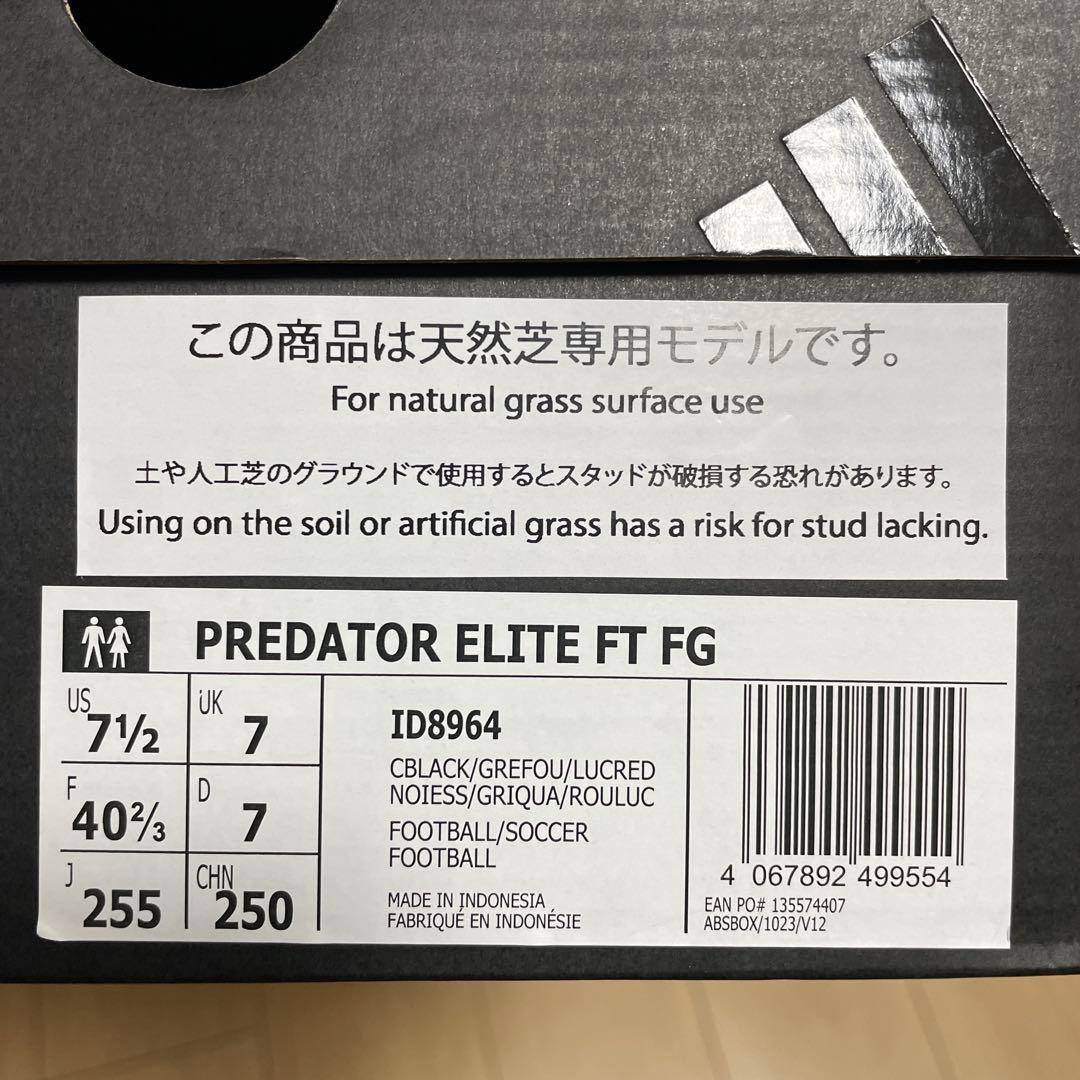 この商品は天然芝専用モデルです。
For natural grass surface use
土や人工芝のグラウンドで使用するとスタッドが破損する恐れがあります。
Using on the soil or artificial grass has a risk for stud lacking.
PREDATOR ELITE FT FG
US 7½ UK 7
F 40⅔ D 7
J 255 CHN 250
ID8964
CBLACK/GREFOU/LUCRED
NOIESS/GRIQUA/ROULUC
FOOTBALL/SOCCER
FOOTBALL
MADE IN INDONESIA
FABRIQUÉ EN INDONÉSIE
4 067892 499554
EAN PO# 135574407
ABSBOX/1023/V12